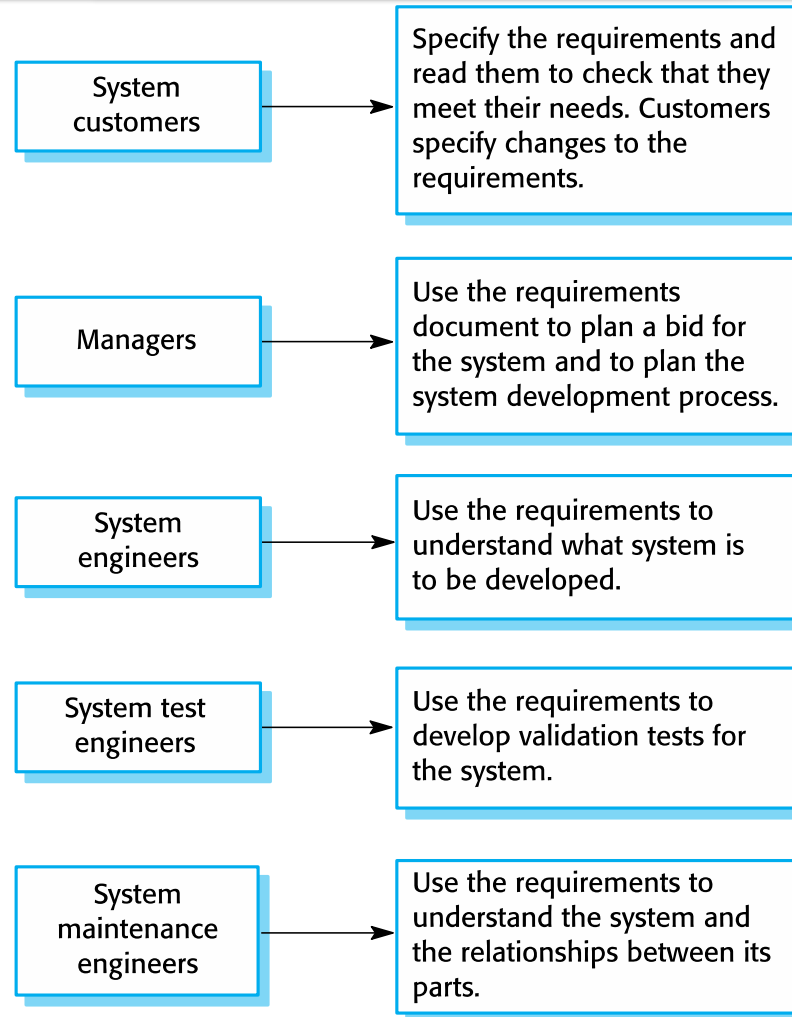 System
customers
Specify the requirements and
read them to check that they
meet their needs. Customers
specify changes to the
requirements.
Managers
Use the requirements
document to plan a bid for
the system and to plan the
system development process.
System
engineers
Use the requirements to
understand what system is
to be developed.
System test
engineers
Use the requirements to
develop validation tests for
the system.
System
maintenance
engineers
Use the requirements to
understand the system and
the relationships between its
parts.